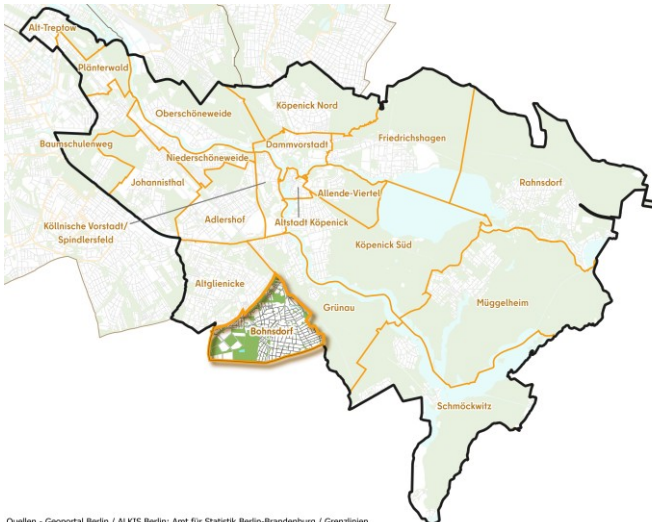 Alt-Treptow
Plänterwald
Oberschöneweide
Köpenick Nord
Dammvorstadt
Friedrichshagen
Baumschulenweg
Niederschöneweide
Johannisthal
Rahnsdorf
Allende-Viertel
Adlershof
Altstadt Köpenick
Köllnische Vorstadt/
Spindlersfeld
Köpenick Süd
Altglienicke
Grünau
Müggelheim
Bohnsdorf
Schmöckwitz
Quellen - Geoportal Berlin / ALKIS Berlin; Amt für Statistik Berlin-Brandenburg / Grenzlinien